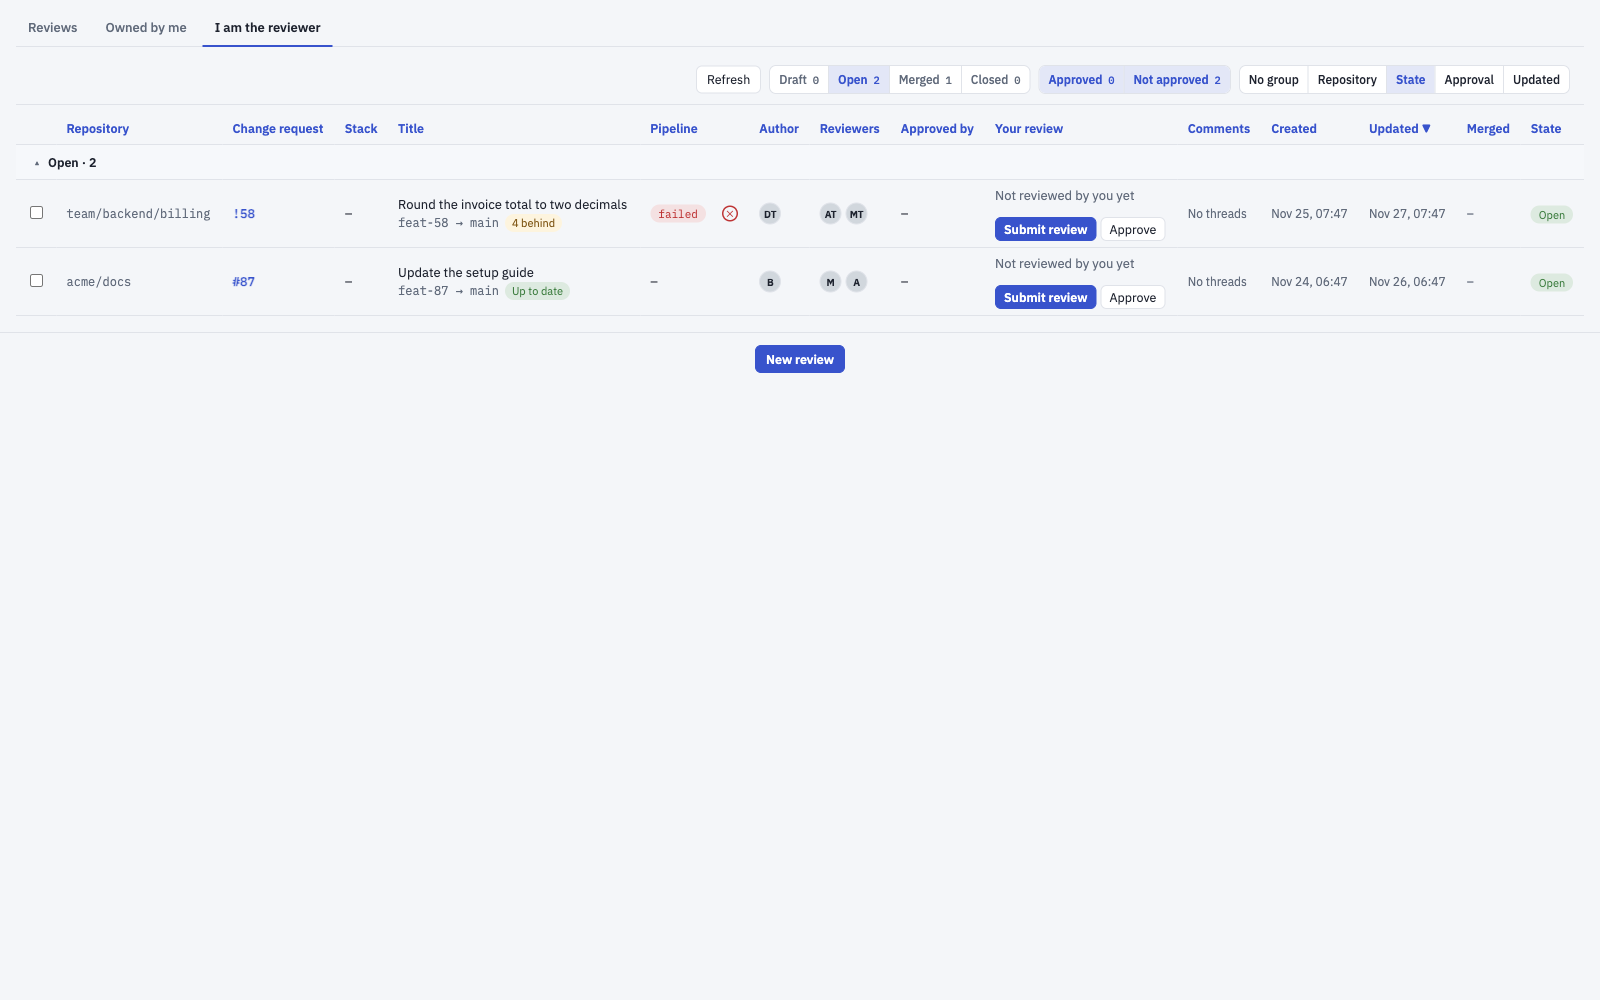 Reviews Owned by me I am the reviewer
Refresh Draft 0 Open 2 Merged 1 Closed 0 Approved 0 Not approved 2 No group Repository State Approval Updated
Repository Change request Stack Title Pipeline Author Reviewers Approved by Your review Comments Created Updated ▼ Merged State
▲ Open · 2
team/backend/billing !58 – Round the invoice total to two decimals failed DT AT MT – Not reviewed by you yet No threads Nov 25, 07:47 Nov 27, 07:47 – Open
feat-58 → main 4 behind Submit review Approve
acme/docs #87 – Update the setup guide – B M A – Not reviewed by you yet No threads Nov 24, 06:47 Nov 26, 06:47 – Open
feat-87 → main Up to date Submit review Approve
New review